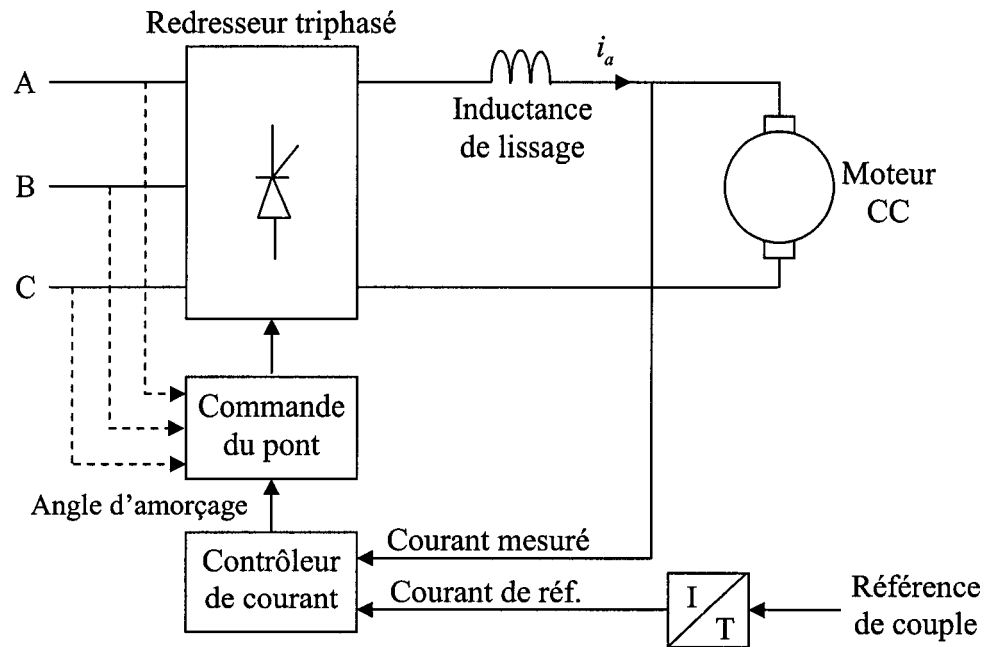 Redresseur triphasé
A
i_a
Inductance
de lissage
B
Moteur
CC
C
Commande
du pont
Angle d'amorçage
Contrôleur
de courant
Courant mesuré
Courant de réf.
I
T
Référence
de couple